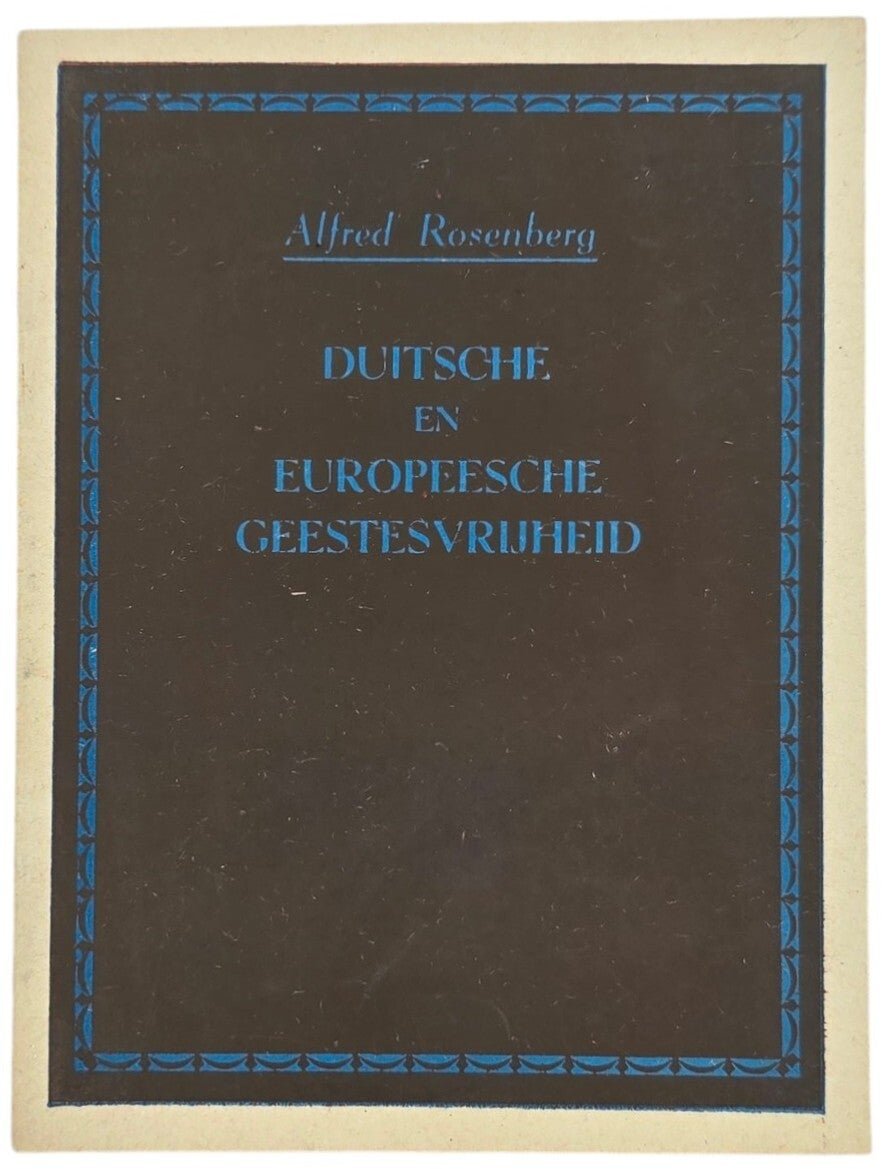 Alfred Rosenberg
DUITSCHE
EN
EUROPEESCHE
GEESTESVRIJHEID